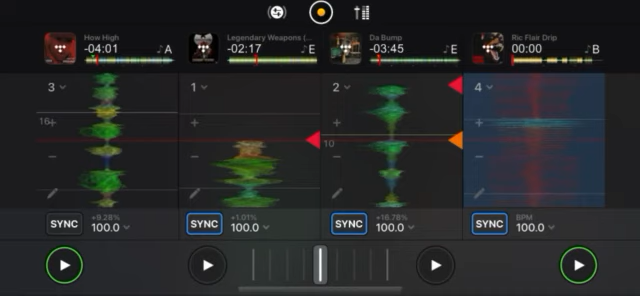 How High
-04:01
A
Legendary Weapons (...
-02:17
E
Da Bump
-03:45
E
Ric Flair Drip
00:00
B
3
1
2
4
16
10
SYNC
+9.28%
100.0
SYNC
+1.01%
100.0
SYNC
+16.78%
100.0
SYNC
BPM
100.0